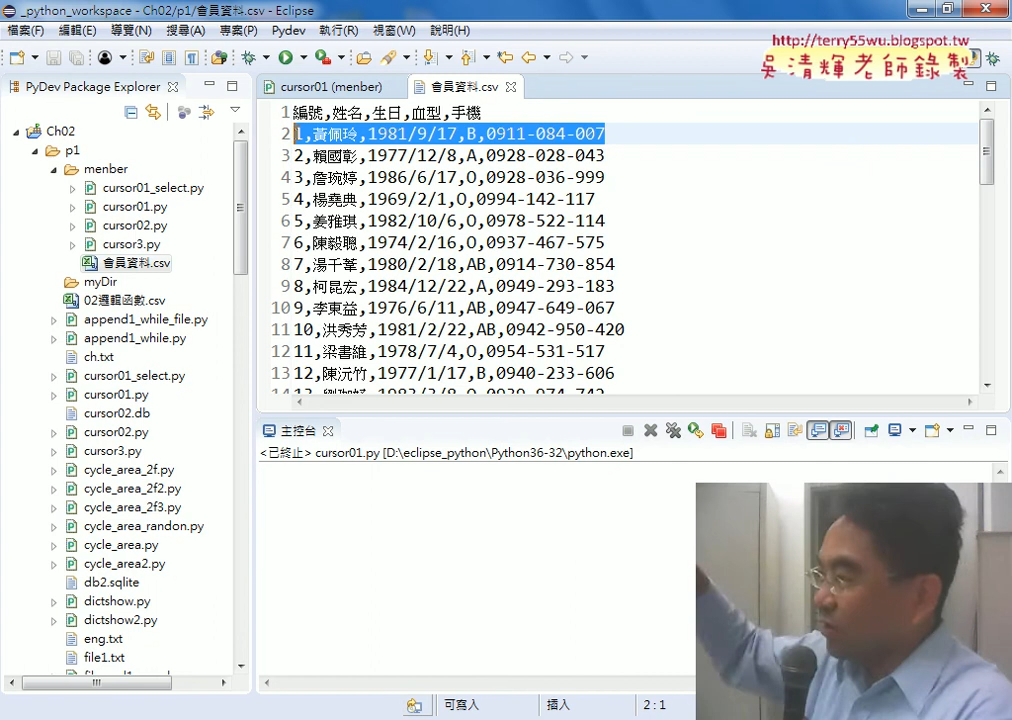 _python_workspace - Ch02/p1/會員資料.csv - Eclipse
檔案(F) 編輯(E) 導覽(N) 搜尋(A) 專案(P) Pydev 執行(R) 視窗(W) 說明(H)
http://terry55wu.blogspot.tw
吳清輝老師錄製
PyDev Package Explorer
Ch02
p1
menber
cursor01_select.py
cursor01.py
cursor02.py
cursor3.py
會員資料.csv
myDir
02邏輯函數.csv
append1_while_file.py
append1_while.py
ch.txt
cursor01_select.py
cursor01.py
cursor02.db
cursor02.py
cursor3.py
cycle_area_2f.py
cycle_area_2f2.py
cycle_area_2f3.py
cycle_area_randon.py
cycle_area.py
cycle_area2.py
db2.sqlite
dictshow.py
dictshow2.py
eng.txt
file1.txt
cursor01 (menber) 會員資料.csv
1 編號,姓名,生日,血型,手機
2 1,黃佩玲,1981/9/17,B,0911-084-007
3 2,賴國彰,1977/12/8,A,0928-028-043
4 3,詹琬婷,1986/6/17,O,0928-036-999
5 4,楊堯典,1969/2/1,O,0994-142-117
6 5,姜雅琪,1982/10/6,O,0978-522-114
7 6,陳毅聰,1974/2/16,O,0937-467-575
8 7,湯千峯,1980/2/18,AB,0914-730-854
9 8,柯昆宏,1984/12/22,A,0949-293-183
10 9,李東益,1976/6/11,AB,0947-649-067
11 10,洪秀芳,1981/2/22,AB,0942-950-420
12 11,梁書維,1978/7/4,O,0954-531-517
13 12,陳沅竹,1977/1/17,B,0940-233-606
主控台
<已終止> cursor01.py [D:\eclipse_python\Python36-32\python.exe]
可寫入 插入 2:1